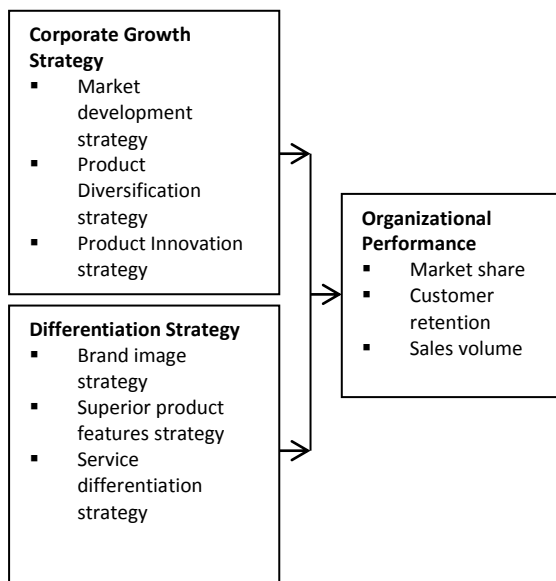 Corporate Growth
Strategy
▪ Market
development
strategy
▪ Product
Diversification
strategy
▪ Product Innovation
strategy
Differentiation Strategy
▪ Brand image
strategy
▪ Superior product
features strategy
▪ Service
differentiation
strategy
Organizational
Performance
▪ Market share
▪ Customer
retention
▪ Sales volume